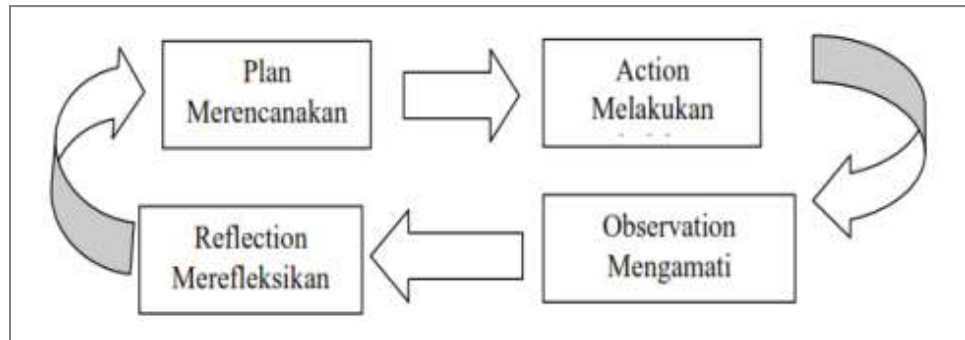 Plan
Merencanakan
Action
Melakukan
Observation
Mengamati
Reflection
Merefleksikan